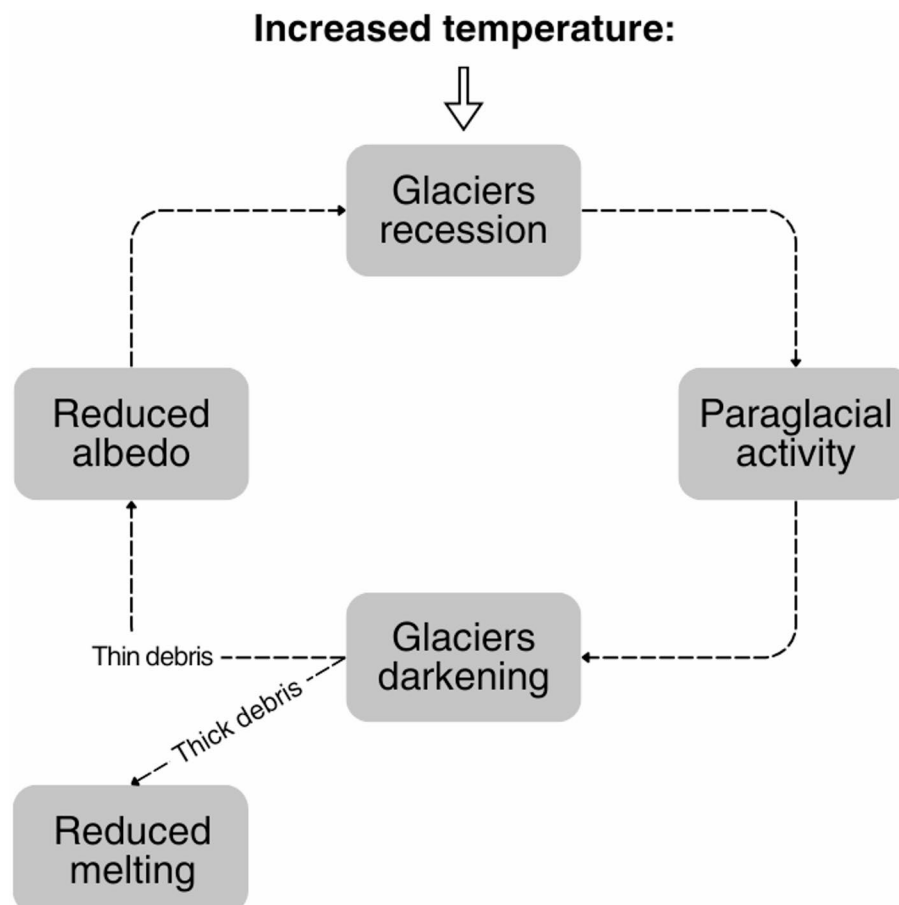 Increased temperature:
Glaciers
recession
Reduced
albedo
Paraglacial
activity
Glaciers
darkening
Thin debris
Thick debris
Reduced
melting